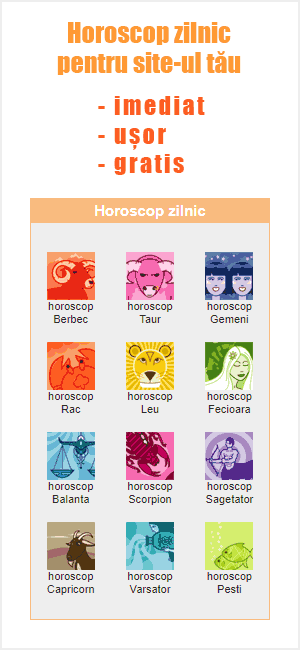 Horoscop zilnic
pentru site-ul tău
- imediat
- ușor
- gratis
Horoscop zilnic
horoscop
Berbec
horoscop
Taur
horoscop
Gemeni
horoscop
Rac
horoscop
Leu
horoscop
Fecioara
horoscop
Balanta
horoscop
Scorpion
horoscop
Sagetator
horoscop
Capricorn
horoscop
Varsator
horoscop
Pesti